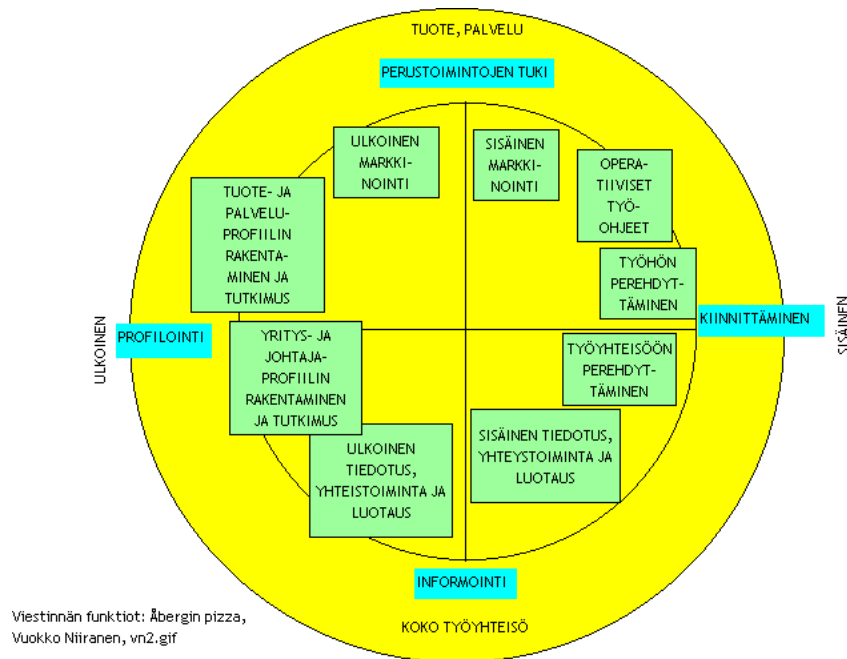 TUOTE, PALVELU
PERUSTOIMINTOJEN TUKI
ULKOINEN
MARKKI-
NOINTI
SISÄINEN
MARKKI-
NOINTI
OPERA-
TIIVISET
TYÖ-
OHJEET
TUOTE- JA
PALVELU-
PROFIILIN
RAKENTA-
MINEN JA
TUTKIMUS
TYÖHÖN
PEREHDYT-
TÄMINEN
ULKOINEN
PROFILOINTI
KIINNITTÄMINEN
SISÄINEN
YRITYS- JA
JOHTAJA-
PROFIILIN
RAKENTAMINEN
JA TUTKIMUS
TYÖYHTEISÖÖN
PEREHDYT-
TÄMINEN
ULKOINEN
TIEDOTUS,
YHTEISTOIMINTA JA
LUOTAUS
SISÄINEN TIEDOTUS,
YHTEYSTOIMINTA JA
LUOTAUS
INFORMOINTI
KOKO TYÖYHTEISÖ
Viestinnän funktiot: Åbergin pizza,
Vuokko Niiranen, vn2.gif